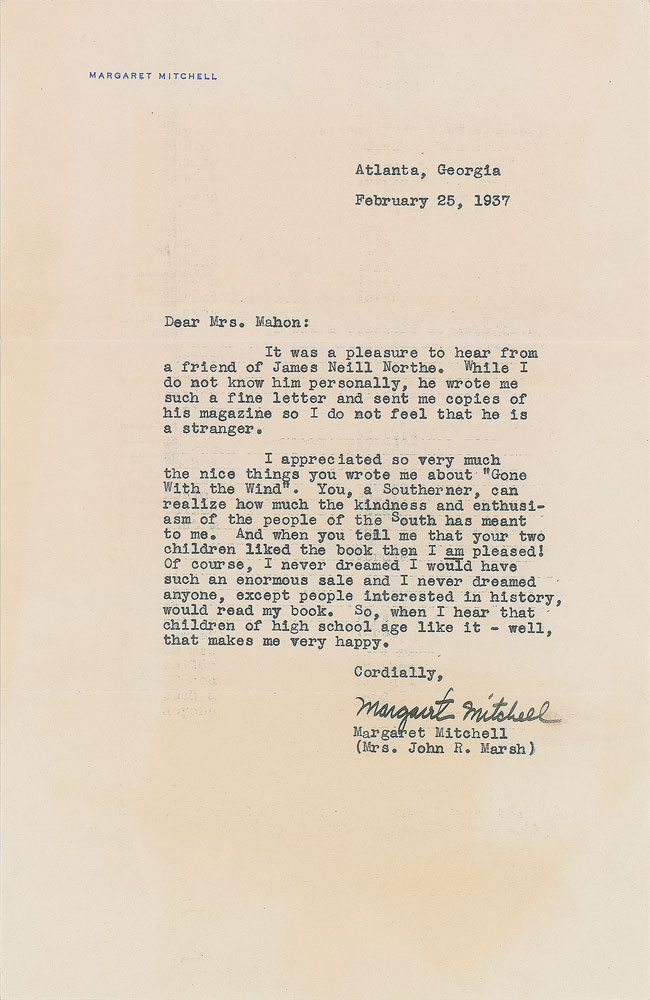 MARGARET MITCHELL
Atlanta, Georgia
February 25, 1937
Dear Mrs. Mahon:
It was a pleasure to hear from
a friend of James Neill Northe. While I
do not know him personally, he wrote me
such a fine letter and sent me copies of
his magazine so I do not feel that he is
a stranger.
I appreciated so very much
the nice things you wrote me about "Gone
With the Wind". You, a Southerner, can
realize how much the kindness and enthusi-
asm of the people of the South has meant
to me. And when you tell me that your two
children liked the book then I am pleased!
Of course, I never dreamed I would have
such an enormous sale and I never dreamed
anyone, except people interested in history,
would read my book. So, when I hear that
children of high school age like it - well,
that makes me very happy.
Cordially,
Margaret Mitchell
Margaret Mitchell
(Mrs. John R. Marsh)